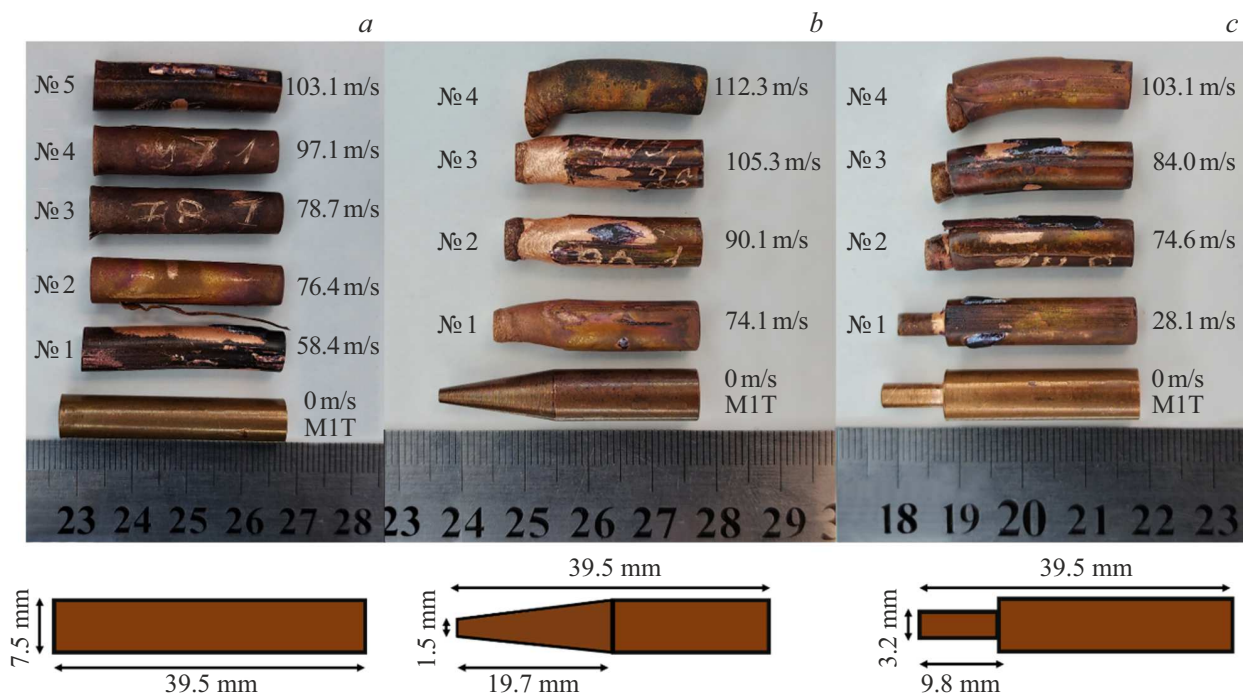 a
№5 103.1 m/s
№4 97.1 m/s
№3 78.7 m/s
№2 76.4 m/s
№1 58.4 m/s
0 m/s
M1T
23 24 25 26 27 28
7.5 mm
39.5 mm
b
№4 112.3 m/s
№3 105.3 m/s
№2 90.1 m/s
№1 74.1 m/s
0 m/s
M1T
23 24 25 26 27 28 29
39.5 mm
1.5 mm
19.7 mm
c
№4 103.1 m/s
№3 84.0 m/s
№2 74.6 m/s
№1 28.1 m/s
0 m/s
M1T
18 19 20 21 22 23
39.5 mm
3.2 mm
9.8 mm